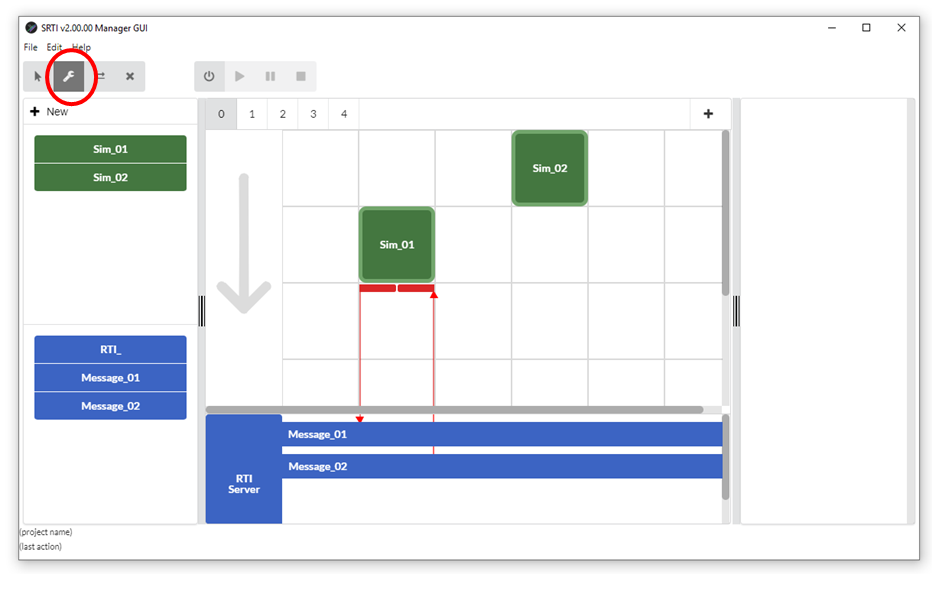 SRTI v2.00.00 Manager GUI
File Edit Help
New
0 1 2 3 4
Sim_01
Sim_02
Sim_02
Sim_01
RTI_
Message_01
Message_02
Message_01
Message_02
RTI
Server
(project name)
(last action)